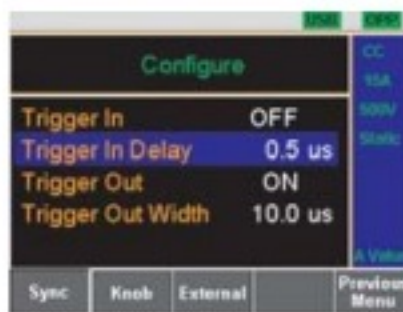 USB OPP
Configure
CC
15A
500V
Static
Trigger In OFF
Trigger In Delay 0.5 us
Trigger Out ON
Trigger Out Width 10.0 us
A Value
Sync Knob External Previous Menu